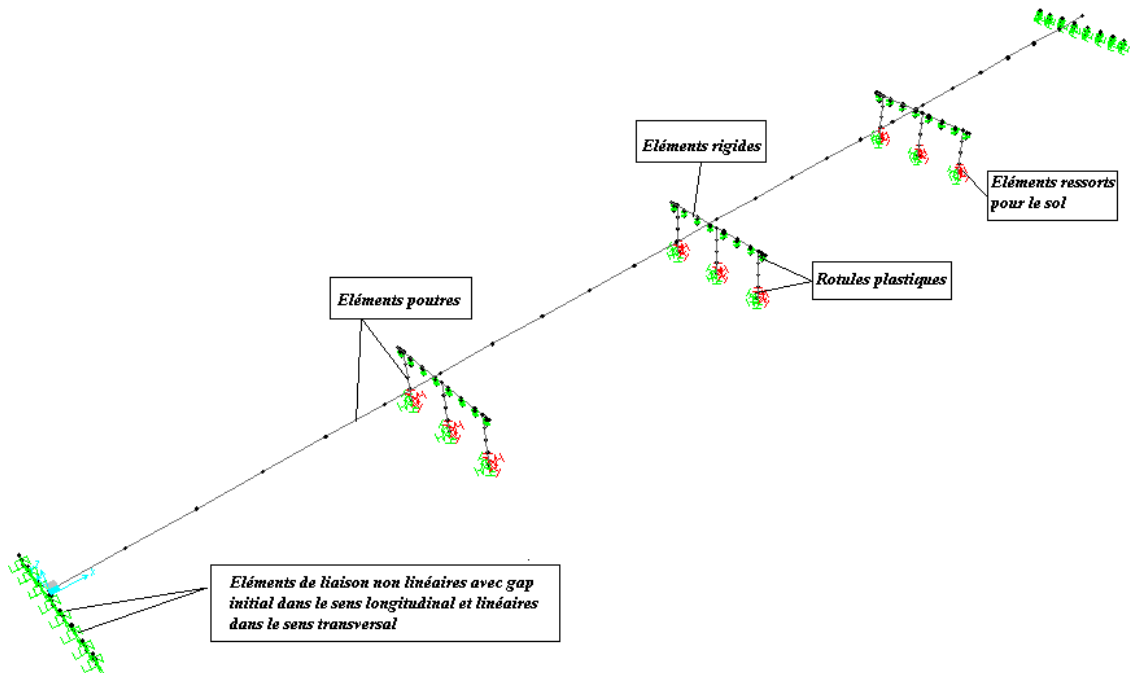 Eléments rigides
Eléments ressorts
pour le sol
Rotules plastiques
Eléments poutres
Eléments de liaison non linéaires avec gap
initial dans le sens longitudinal et linéaires
dans le sens transversal